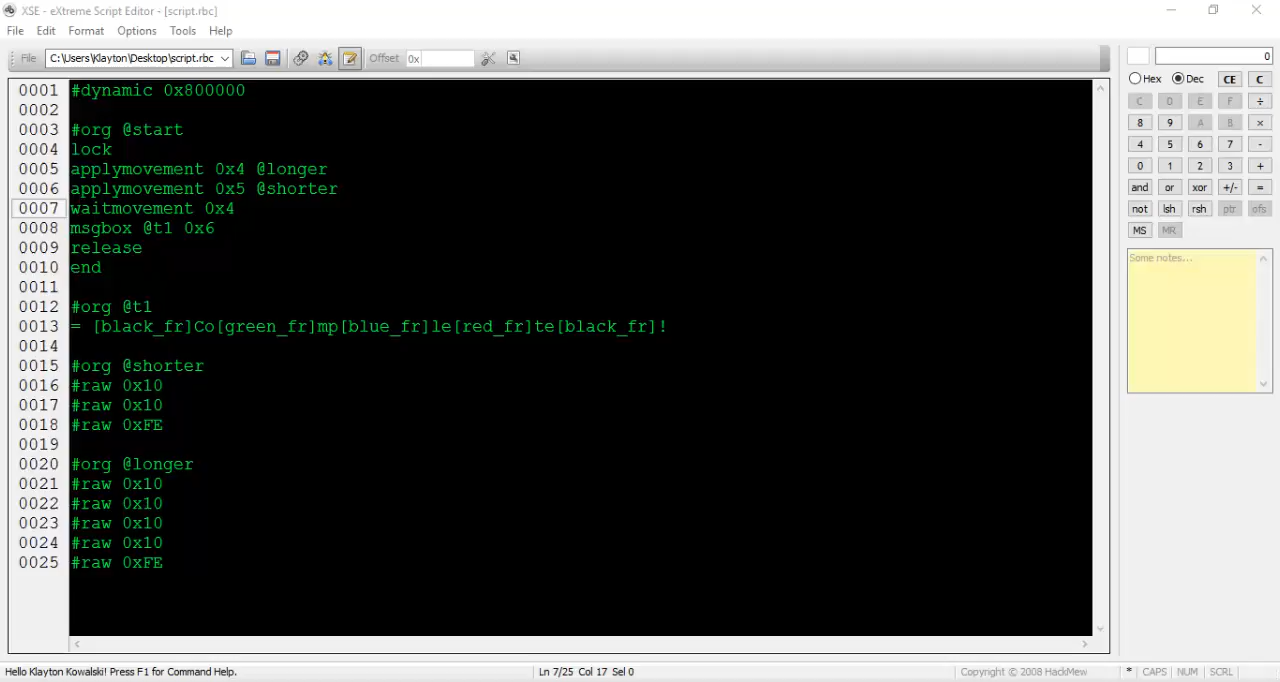 XSE - eXtreme Script Editor - [script.rbc]
File Edit Format Options Tools Help
File C:\Users\Klayton\Desktop\script.rbc Offset 0x
0
Hex Dec CE C
C D E F ÷
8 9 A B ×
4 5 6 7 -
0 1 2 3 +
and or xor +/- =
not lsh rsh ptr ofs
MS MR
Some notes...
0001 #dynamic 0x800000
0002
0003 #org @start
0004 lock
0005 applymovement 0x4 @longer
0006 applymovement 0x5 @shorter
0007 waitmovement 0x4
0008 msgbox @t1 0x6
0009 release
0010 end
0011
0012 #org @t1
0013 = [black_fr]Co[green_fr]mp[blue_fr]le[red_fr]te[black_fr]!
0014
0015 #org @shorter
0016 #raw 0x10
0017 #raw 0x10
0018 #raw 0xFE
0019
0020 #org @longer
0021 #raw 0x10
0022 #raw 0x10
0023 #raw 0x10
0024 #raw 0x10
0025 #raw 0xFE
Hello Klayton Kowalski! Press F1 for Command Help. Ln 7/25 Col 17 Sel 0 Copyright © 2008 HackMew * CAPS NUM SCRL